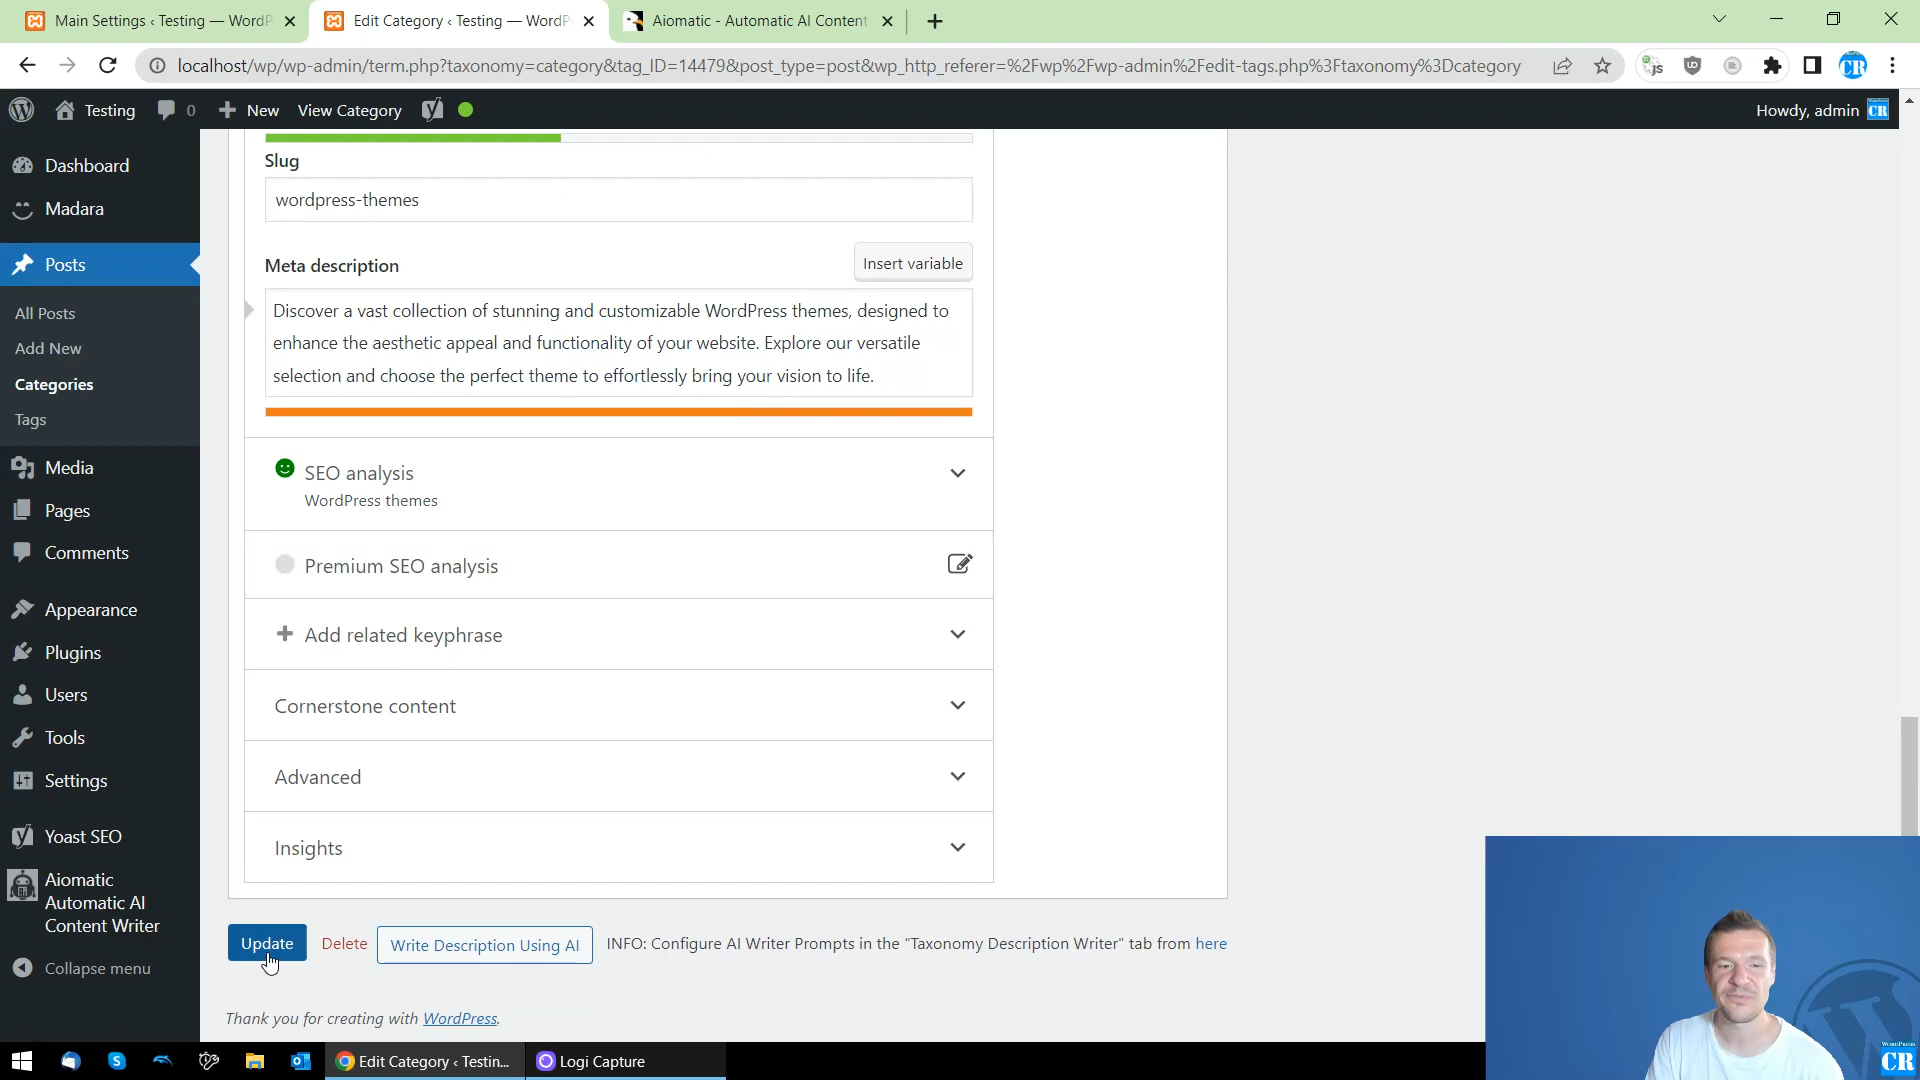 Main Settings ‹ Testing — WordP
Edit Category ‹ Testing — WordP
Aiomatic - Automatic AI Content
localhost/wp/wp-admin/term.php?taxonomy=category&tag_ID=14479&post_type=post&wp_http_referer=%2Fwp%2Fwp-admin%2Fedit-tags.php%3Ftaxonomy%3Dcategory
Testing
0
New
View Category
Howdy, admin
CR
Dashboard
Madara
Posts
All Posts
Add New
Categories
Tags
Media
Pages
Comments
Appearance
Plugins
Users
Tools
Settings
Yoast SEO
Aiomatic
Automatic AI
Content Writer
Collapse menu
Slug
wordpress-themes
Meta description
Insert variable
Discover a vast collection of stunning and customizable WordPress themes, designed to
enhance the aesthetic appeal and functionality of your website. Explore our versatile
selection and choose the perfect theme to effortlessly bring your vision to life.
SEO analysis
WordPress themes
Premium SEO analysis
Add related keyphrase
Cornerstone content
Advanced
Insights
Update
Delete
Write Description Using AI
INFO: Configure AI Writer Prompts in the "Taxonomy Description Writer" tab from here
Thank you for creating with WordPress.
Edit Category ‹ Testin...
Logi Capture
WordPress
CR